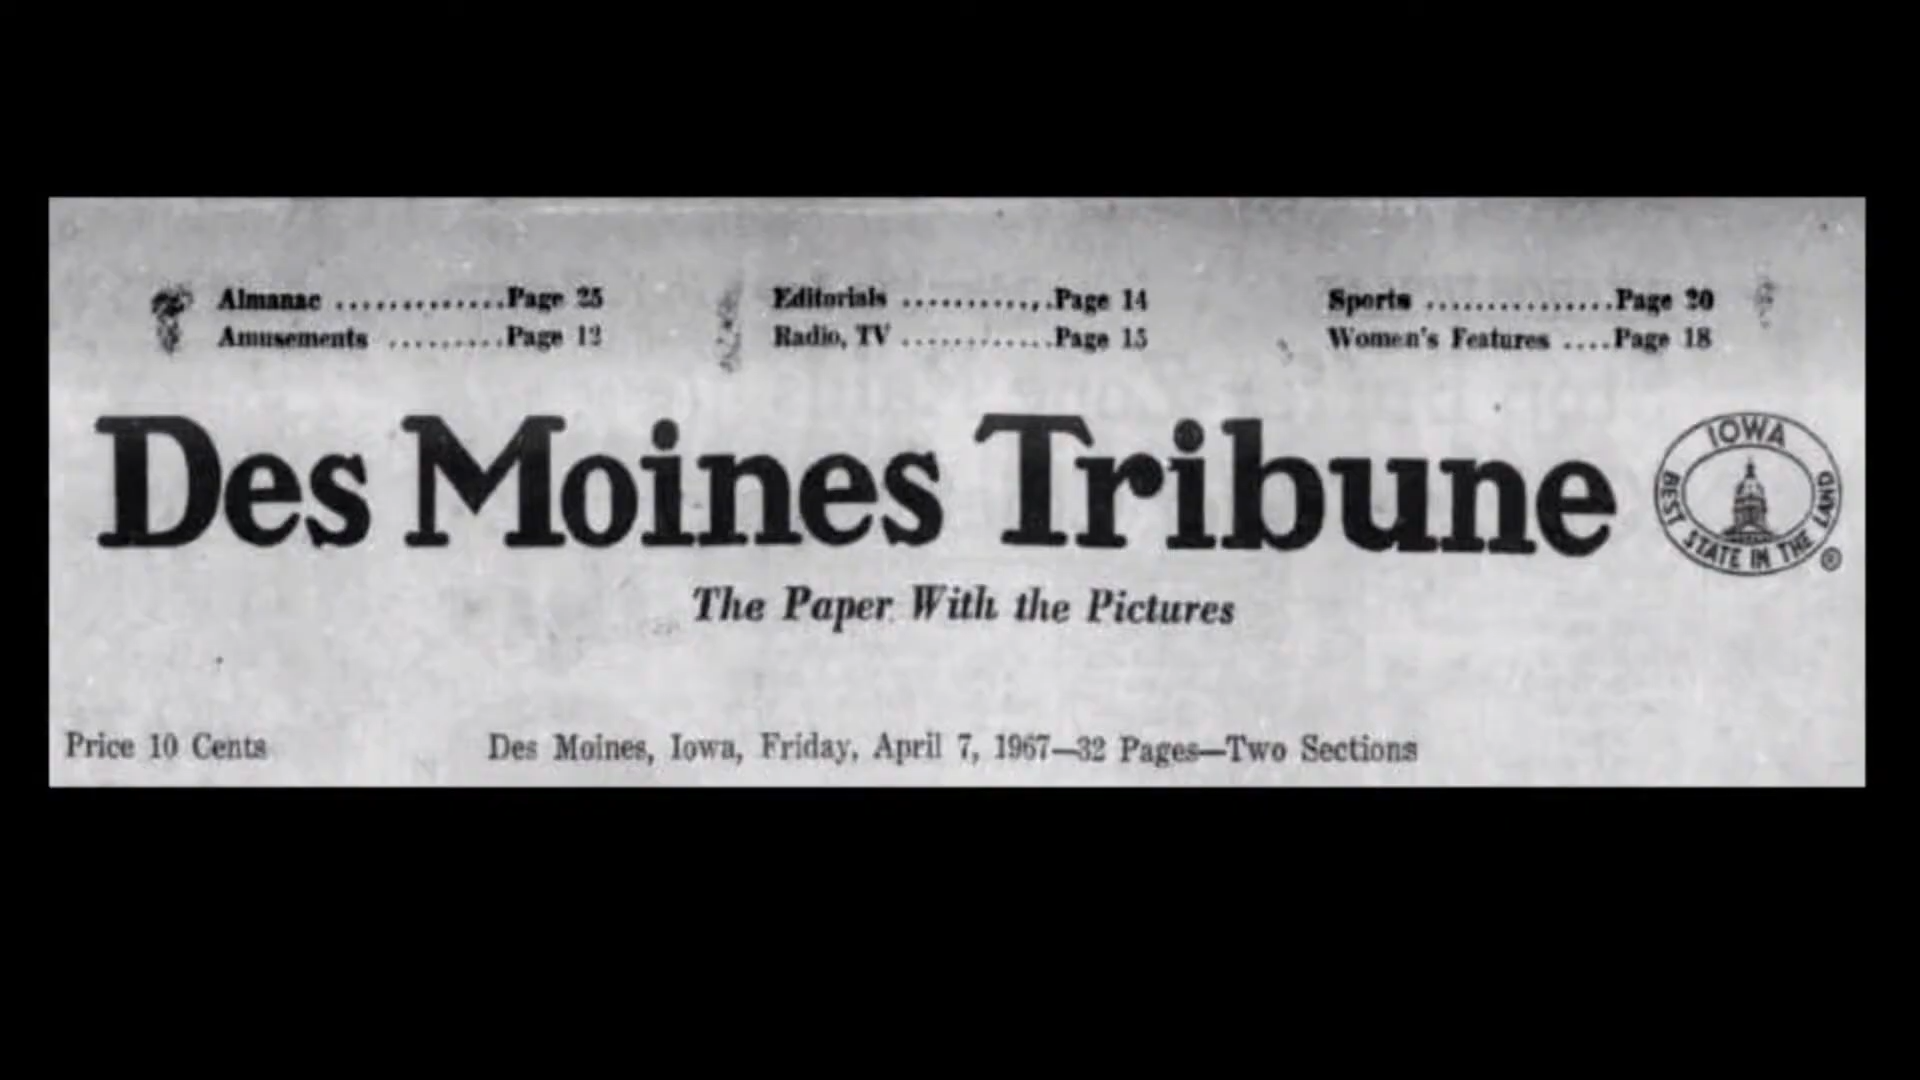 Almanac .............Page 25
Amusements .........Page 12
Editorials ............Page 14
Radio, TV ............Page 15
Sports ...............Page 20
Women's Features ....Page 18
Des Moines Tribune
IOWA
BEST STATE IN THE LAND
®
The Paper With the Pictures
Price 10 Cents
Des Moines, Iowa, Friday, April 7, 1967—32 Pages—Two Sections